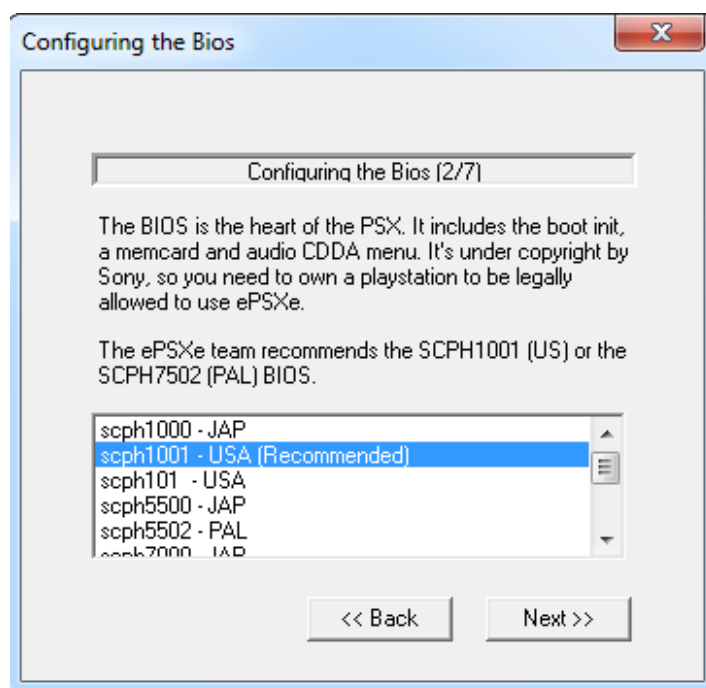 Configuring the Bios
Configuring the Bios (2/7)
The BIOS is the heart of the PSX. It includes the boot init,
a memcard and audio CDDA menu. It's under copyright by
Sony, so you need to own a playstation to be legally
allowed to use ePSXe.
The ePSXe team recommends the SCPH1001 (US) or the
SCPH7502 (PAL) BIOS.
scph1000 - JAP
scph1001 - USA (Recommended)
scph101 - USA
scph5500 - JAP
scph5502 - PAL
scph7000 - JAP
<< Back
Next >>